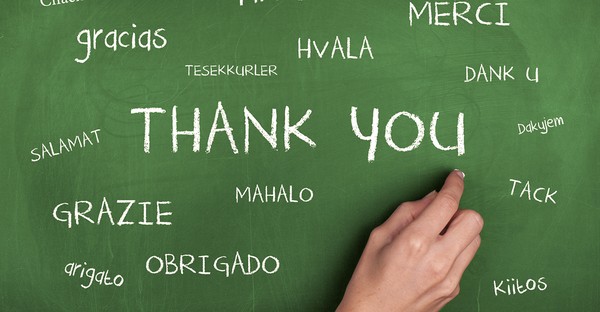 MERCI
gracias
HVALA
TESEKKURLER
DANK U
THANK YOU
Dakujem
SALAMAT
MAHALO
TACK
GRAZIE
arigato
OBRIGADO
Kiitos